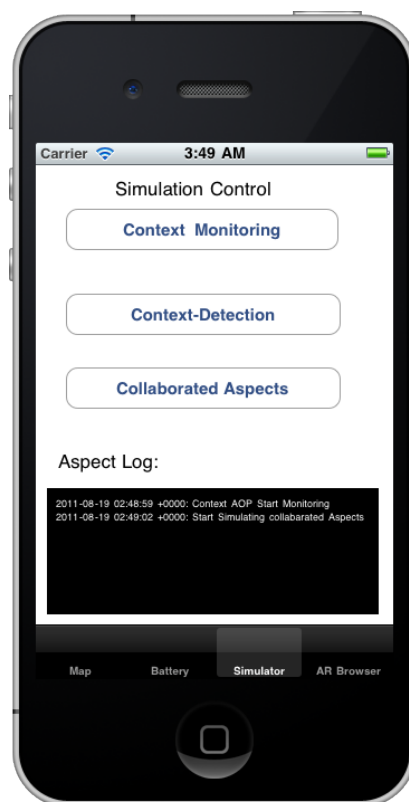 Carrier 3:49 AM
Simulation Control
Context Monitoring
Context-Detection
Collaborated Aspects
Aspect Log:
2011-08-19 02:48:59 +0000: Context AOP Start Monitoring
2011-08-19 02:49:02 +0000: Start Simulating collabarated Aspects
Map Battery Simulator AR Browser